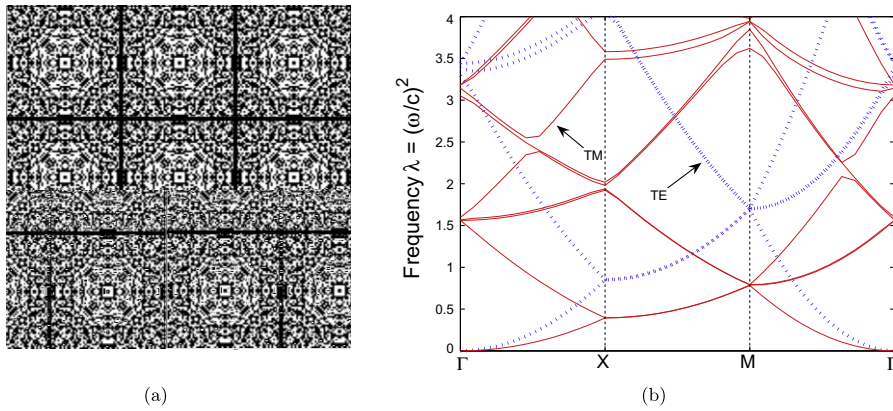 4
3.5
3
2.5
2
1.5
1
0.5
0
Frequency λ = (ω/c)²
TM
TE
Γ X M Γ
(a) (b)